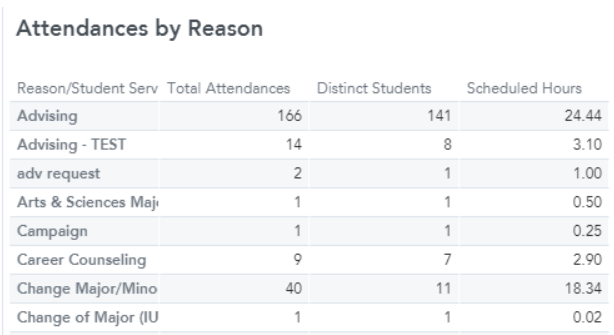 Attendances by Reason
Reason/Student Serv Total Attendances Distinct Students Scheduled Hours
Advising 166 141 24.44
Advising - TEST 14 8 3.10
adv request 2 1 1.00
Arts & Sciences Maj 1 1 0.50
Campaign 1 1 0.25
Career Counseling 9 7 2.90
Change Major/Mino 40 11 18.34
Change of Major (IU 1 1 0.02